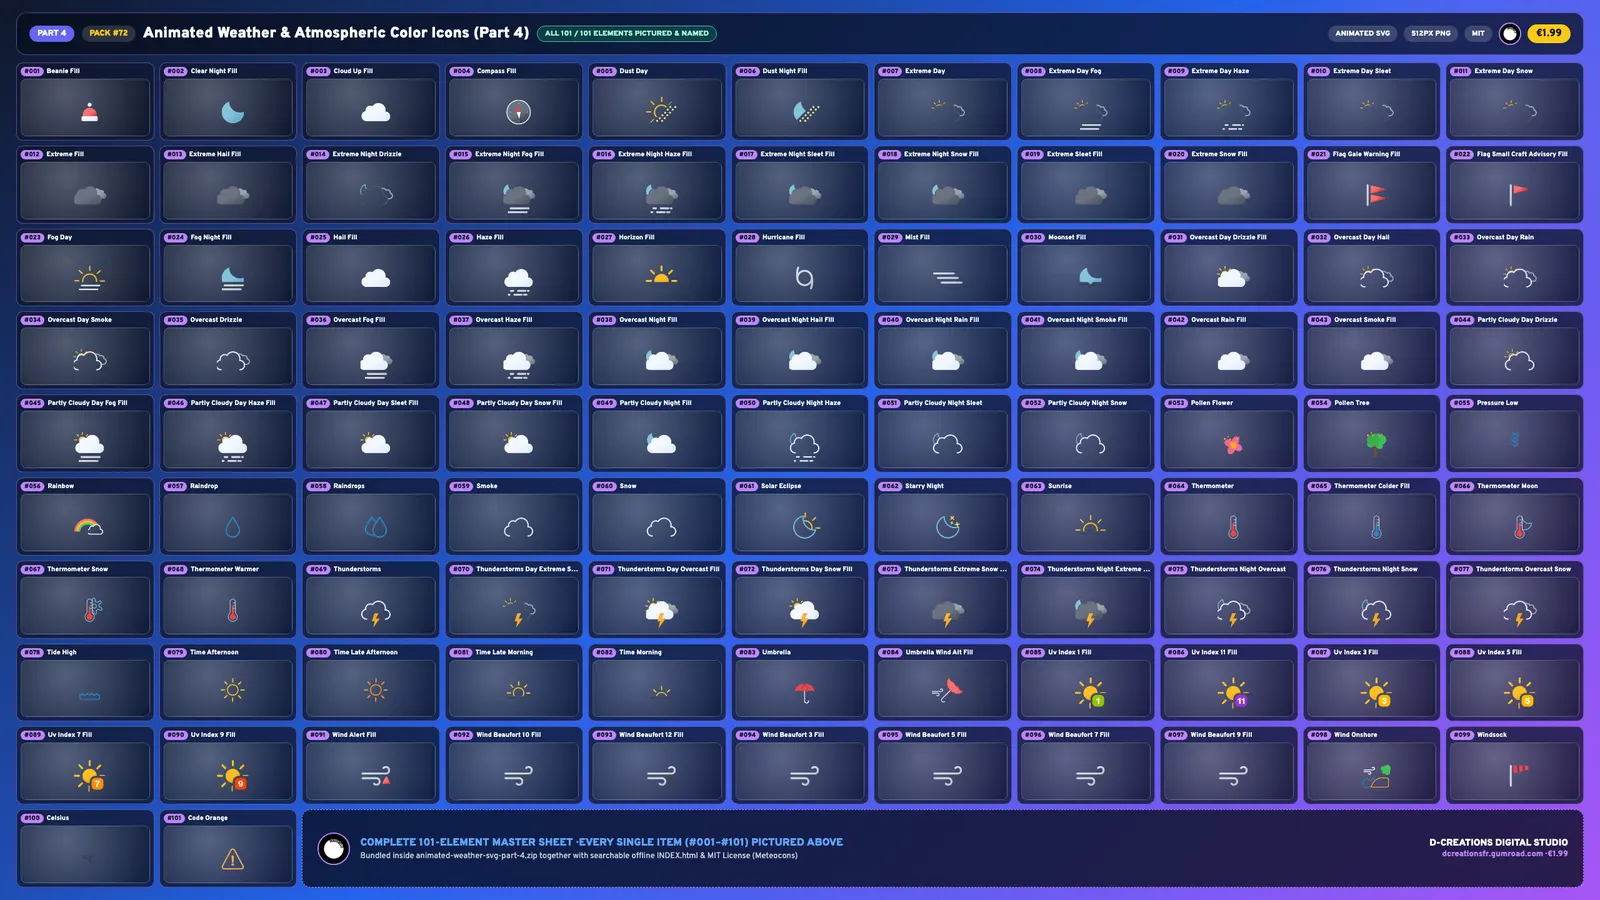 PART 4
PACK #72
Animated Weather & Atmospheric Color Icons (Part 4)
ALL 101 / 101 ELEMENTS PICTURED & NAMED
ANIMATED SVG
512PX PNG
MIT
€1.99
#001 Beanie Fill
#002 Clear Night Fill
#003 Cloud Up Fill
#004 Compass Fill
#005 Dust Day
#006 Dust Night Fill
#007 Extreme Day
#008 Extreme Day Fog
#009 Extreme Day Haze
#010 Extreme Day Sleet
#011 Extreme Day Snow
#012 Extreme Fill
#013 Extreme Hail Fill
#014 Extreme Night Drizzle
#015 Extreme Night Fog Fill
#016 Extreme Night Haze Fill
#017 Extreme Night Sleet Fill
#018 Extreme Night Snow Fill
#019 Extreme Sleet Fill
#020 Extreme Snow Fill
#021 Flag Gale Warning Fill
#022 Flag Small Craft Advisory Fill
#023 Fog Day
#024 Fog Night Fill
#025 Hail Fill
#026 Haze Fill
#027 Horizon Fill
#028 Hurricane Fill
#029 Mist Fill
#030 Moonset Fill
#031 Overcast Day Drizzle Fill
#032 Overcast Day Hail
#033 Overcast Day Rain
#034 Overcast Day Smoke
#035 Overcast Drizzle
#036 Overcast Fog Fill
#037 Overcast Haze Fill
#038 Overcast Night Fill
#039 Overcast Night Hail Fill
#040 Overcast Night Rain Fill
#041 Overcast Night Smoke Fill
#042 Overcast Rain Fill
#043 Overcast Smoke Fill
#044 Partly Cloudy Day Drizzle
#045 Partly Cloudy Day Fog Fill
#046 Partly Cloudy Day Haze Fill
#047 Partly Cloudy Day Sleet Fill
#048 Partly Cloudy Day Snow Fill
#049 Partly Cloudy Night Fill
#050 Partly Cloudy Night Haze
#051 Partly Cloudy Night Sleet
#052 Partly Cloudy Night Snow
#053 Pollen Flower
#054 Pollen Tree
#055 Pressure Low
#056 Rainbow
#057 Raindrop
#058 Raindrops
#059 Smoke
#060 Snow
#061 Solar Eclipse
#062 Starry Night
#063 Sunrise
#064 Thermometer
#065 Thermometer Colder Fill
#066 Thermometer Moon
#067 Thermometer Snow
#068 Thermometer Warmer
#069 Thunderstorms
#070 Thunderstorms Day Extreme S...
#071 Thunderstorms Day Overcast Fill
#072 Thunderstorms Day Snow Fill
#073 Thunderstorms Extreme Snow ...
#074 Thunderstorms Night Extreme ...
#075 Thunderstorms Night Overcast
#076 Thunderstorms Night Snow
#077 Thunderstorms Overcast Snow
#078 Tide High
#079 Time Afternoon
#080 Time Late Afternoon
#081 Time Late Morning
#082 Time Morning
#083 Umbrella
#084 Umbrella Wind Alt Fill
#085 Uv Index 1 Fill
1
#086 Uv Index 11 Fill
11
#087 Uv Index 3 Fill
3
#088 Uv Index 5 Fill
5
#089 Uv Index 7 Fill
7
#090 Uv Index 9 Fill
9
#091 Wind Alert Fill
#092 Wind Beaufort 10 Fill
#093 Wind Beaufort 12 Fill
#094 Wind Beaufort 3 Fill
#095 Wind Beaufort 5 Fill
#096 Wind Beaufort 7 Fill
#097 Wind Beaufort 9 Fill
#098 Wind Onshore
#099 Windsock
#100 Celsius
#101 Code Orange
COMPLETE 101-ELEMENT MASTER SHEET · EVERY SINGLE ITEM (#001–#101) PICTURED ABOVE
Bundled inside animated-weather-svg-part-4.zip together with searchable offline INDEX.html & MIT License (Meteocons)
D-CREATIONS DIGITAL STUDIO
dcreationsfr.gumroad.com · €1.99